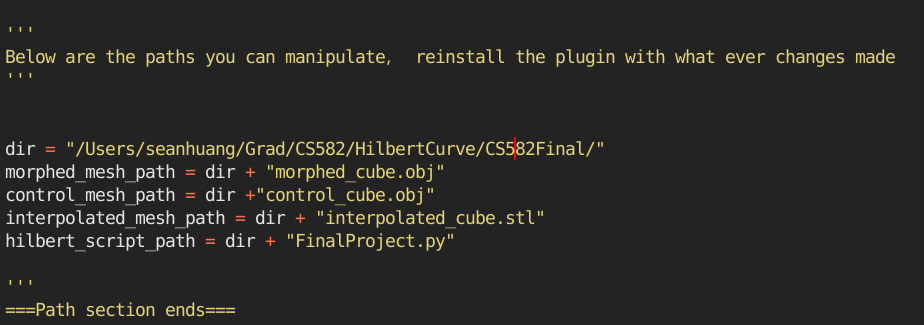 '''
Below are the paths you can manipulate,  reinstall the plugin with what ever changes made
'''
dir = "/Users/seanhuang/Grad/CS582/HilbertCurve/CS582Final/"
morphed_mesh_path = dir + "morphed_cube.obj"
control_mesh_path = dir +"control_cube.obj"
interpolated_mesh_path = dir + "interpolated_cube.stl"
hilbert_script_path = dir + "FinalProject.py"
'''
===Path section ends===